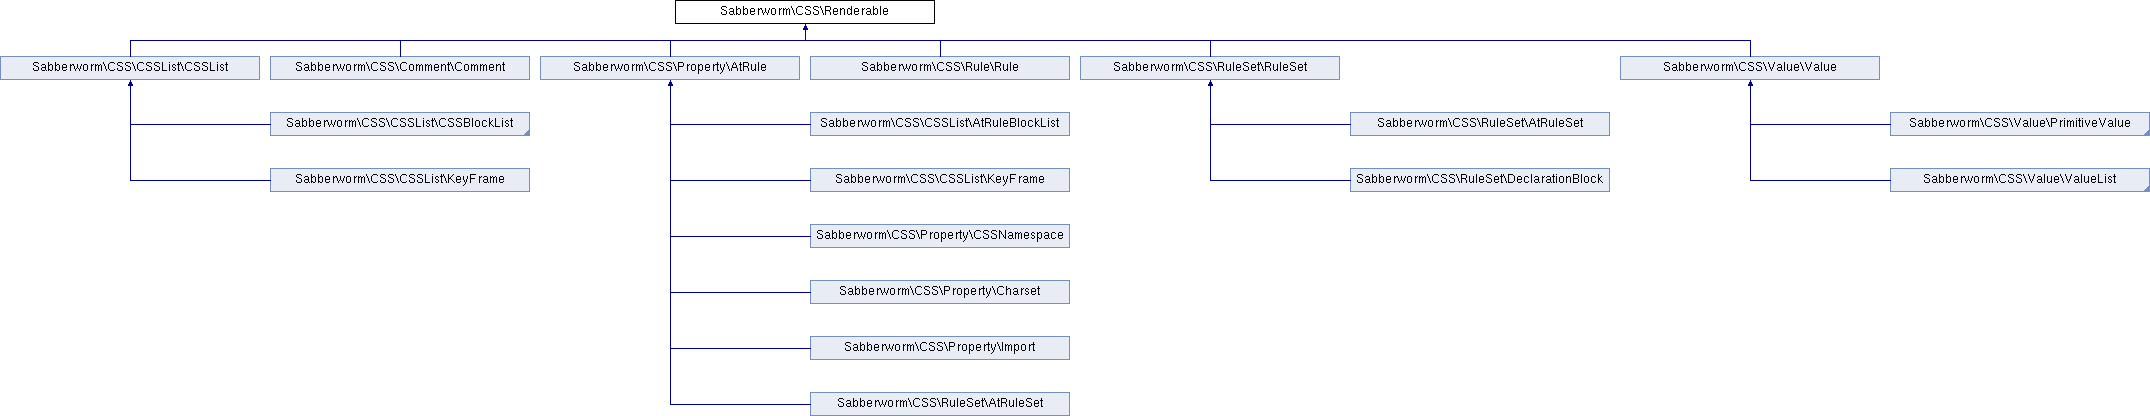 Sabberworm\CSS\Renderable
Sabberworm\CSS\CSSList\CSSList
Sabberworm\CSS\Comment\Comment
Sabberworm\CSS\Property\AtRule
Sabberworm\CSS\Rule\Rule
Sabberworm\CSS\RuleSet\RuleSet
Sabberworm\CSS\Value\Value
Sabberworm\CSS\CSSList\CSSBlockList
Sabberworm\CSS\CSSList\AtRuleBlockList
Sabberworm\CSS\RuleSet\AtRuleSet
Sabberworm\CSS\Value\PrimitiveValue
Sabberworm\CSS\CSSList\KeyFrame
Sabberworm\CSS\CSSList\KeyFrame
Sabberworm\CSS\RuleSet\DeclarationBlock
Sabberworm\CSS\Value\ValueList
Sabberworm\CSS\Property\CSSNamespace
Sabberworm\CSS\Property\Charset
Sabberworm\CSS\Property\Import
Sabberworm\CSS\RuleSet\AtRuleSet